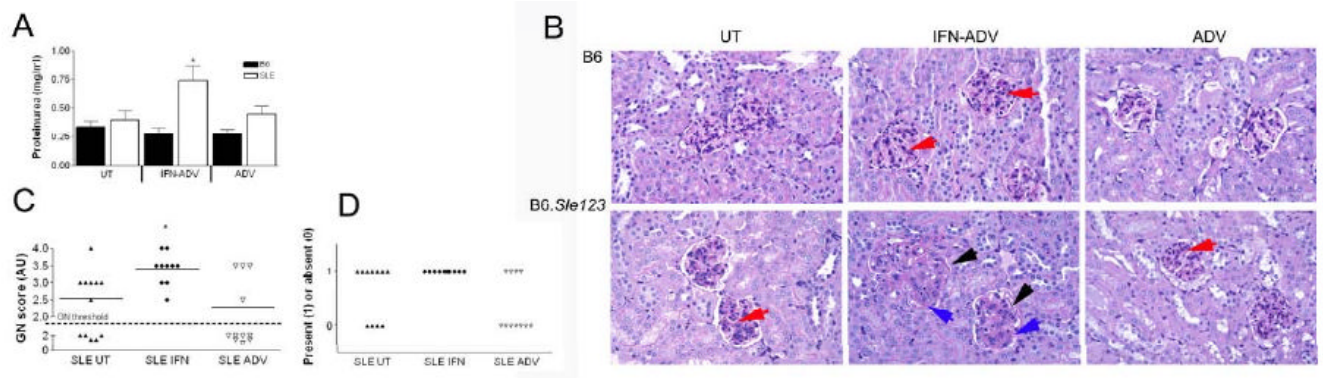 A
1.00
0.75
0.50
0.25
0.00
Proteinurea (mg/ml)
B6
SLE
*
UT
IFN-ADV
ADV
B
UT
IFN-ADV
ADV
B6
B6.Sle123
C
GN score (AU)
4.0
3.5
3.0
2.5
2.0
GN threshold
2
0
SLE UT
SLE IFN
SLE ADV
*
D
Present (1) or absent (0)
1
0
SLE UT
SLE IFN
SLE ADV